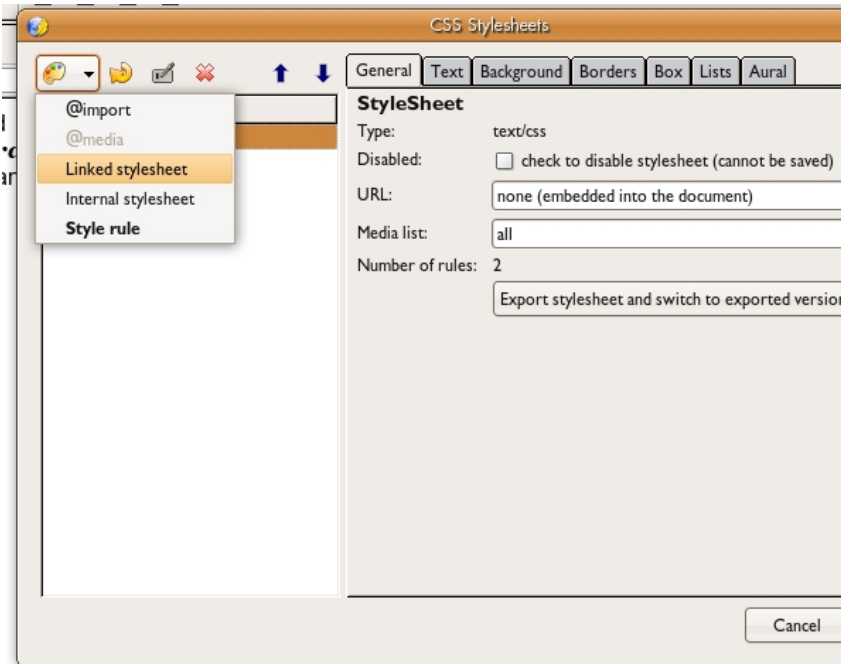 CSS Stylesheets
General Text Background Borders Box Lists Aural
@import
@media
Linked stylesheet
Internal stylesheet
Style rule
StyleSheet
Type: text/css
Disabled: check to disable stylesheet (cannot be saved)
URL: none (embedded into the document)
Media list: all
Number of rules: 2
Export stylesheet and switch to exported version
Cancel